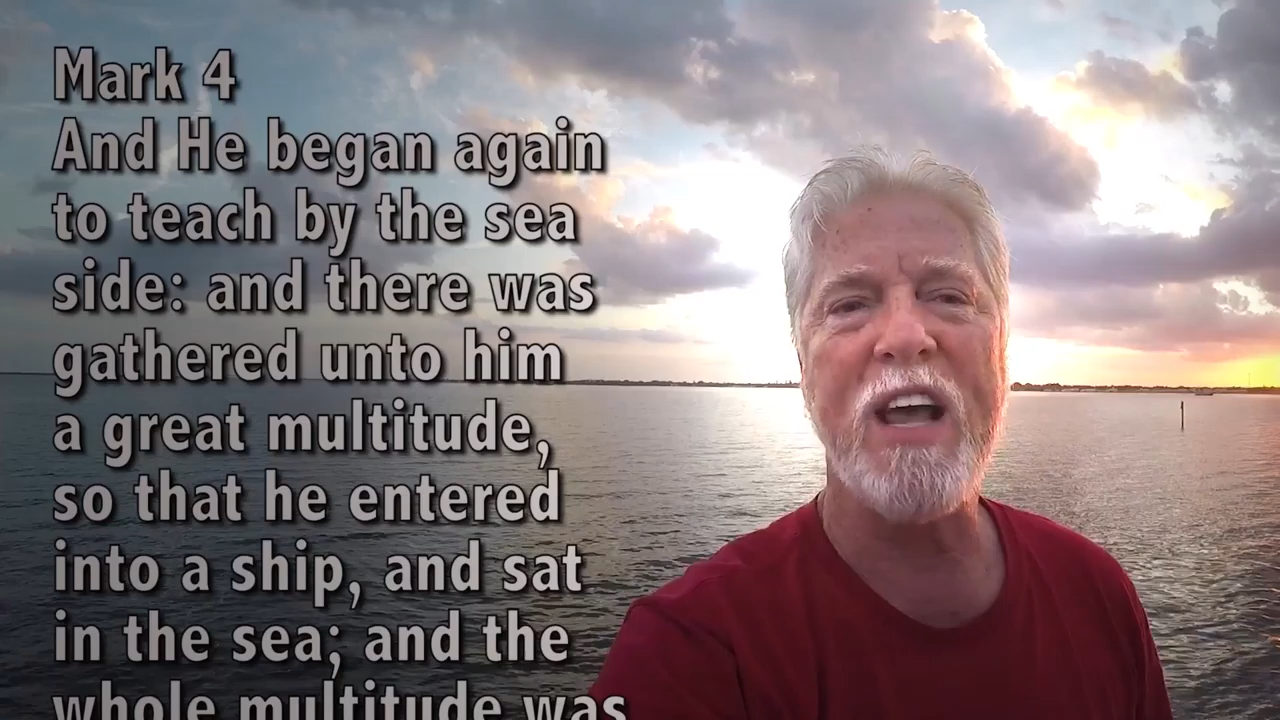 Mark 4
And He began again
to teach by the sea
side: and there was
gathered unto him
a great multitude,
so that he entered
into a ship, and sat
in the sea; and the
whole multitude was